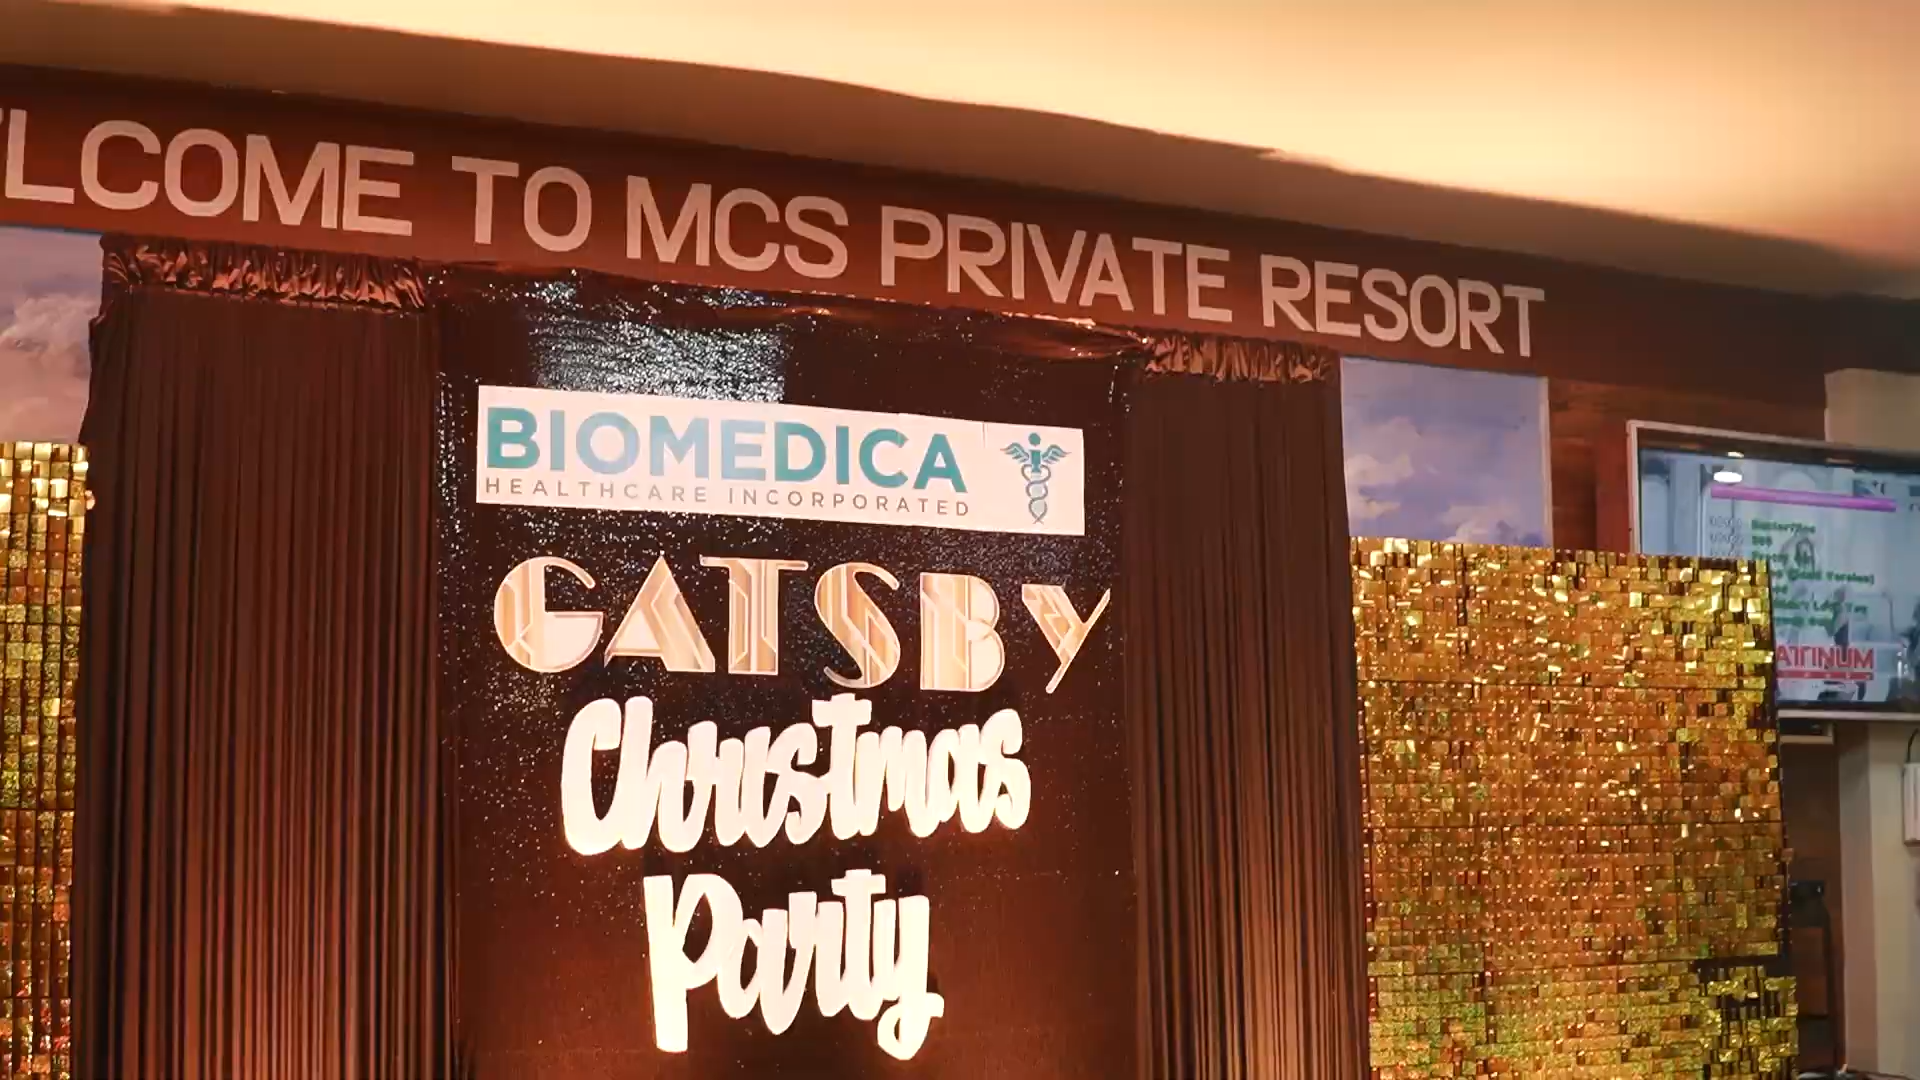 LCOME TO MCS PRIVATE RESORT
BIOMEDICA
HEALTHCARE INCORPORATED
GATSBY
Christmas
Party
ATINUM